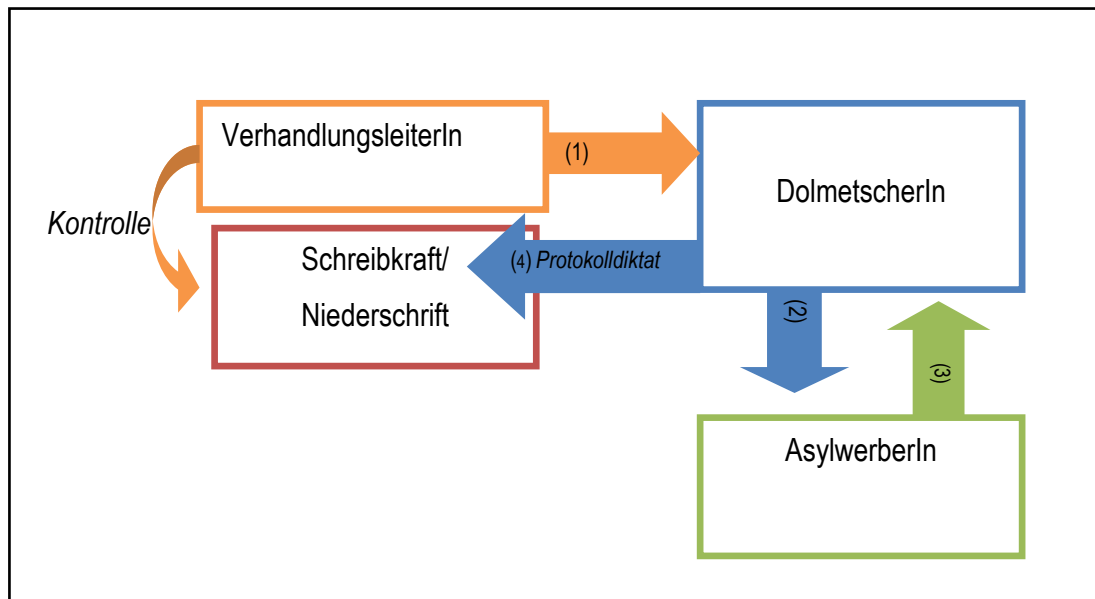 VerhandlungsleiterIn
(1)
DolmetscherIn
Kontrolle
Schreibkraft/
Niederschrift
(4) Protokolldiktat
(2)
(3)
AsylwerberIn